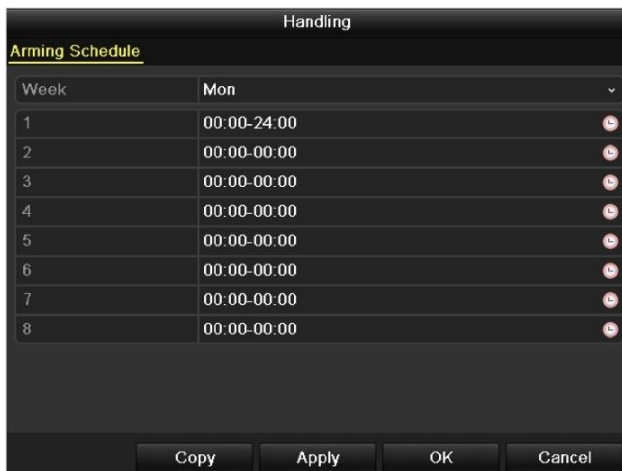 Handling
Arming Schedule
Week Mon
1 00:00-24:00
2 00:00-00:00
3 00:00-00:00
4 00:00-00:00
5 00:00-00:00
6 00:00-00:00
7 00:00-00:00
8 00:00-00:00
Copy Apply OK Cancel